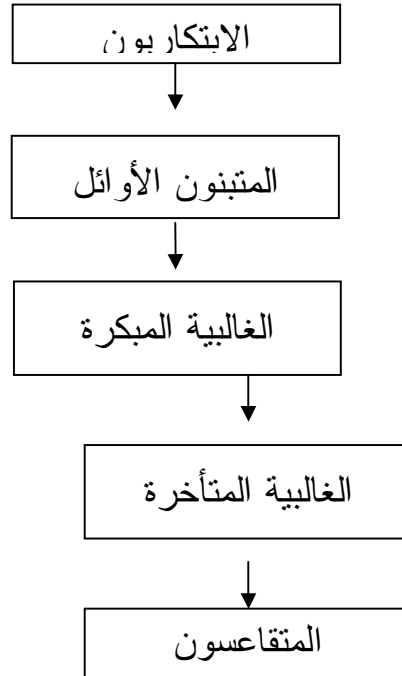 الابتكاريون
المتبنون الأوائل
الغالبية المبكرة
الغالبية المتأخرة
المتقاعسون